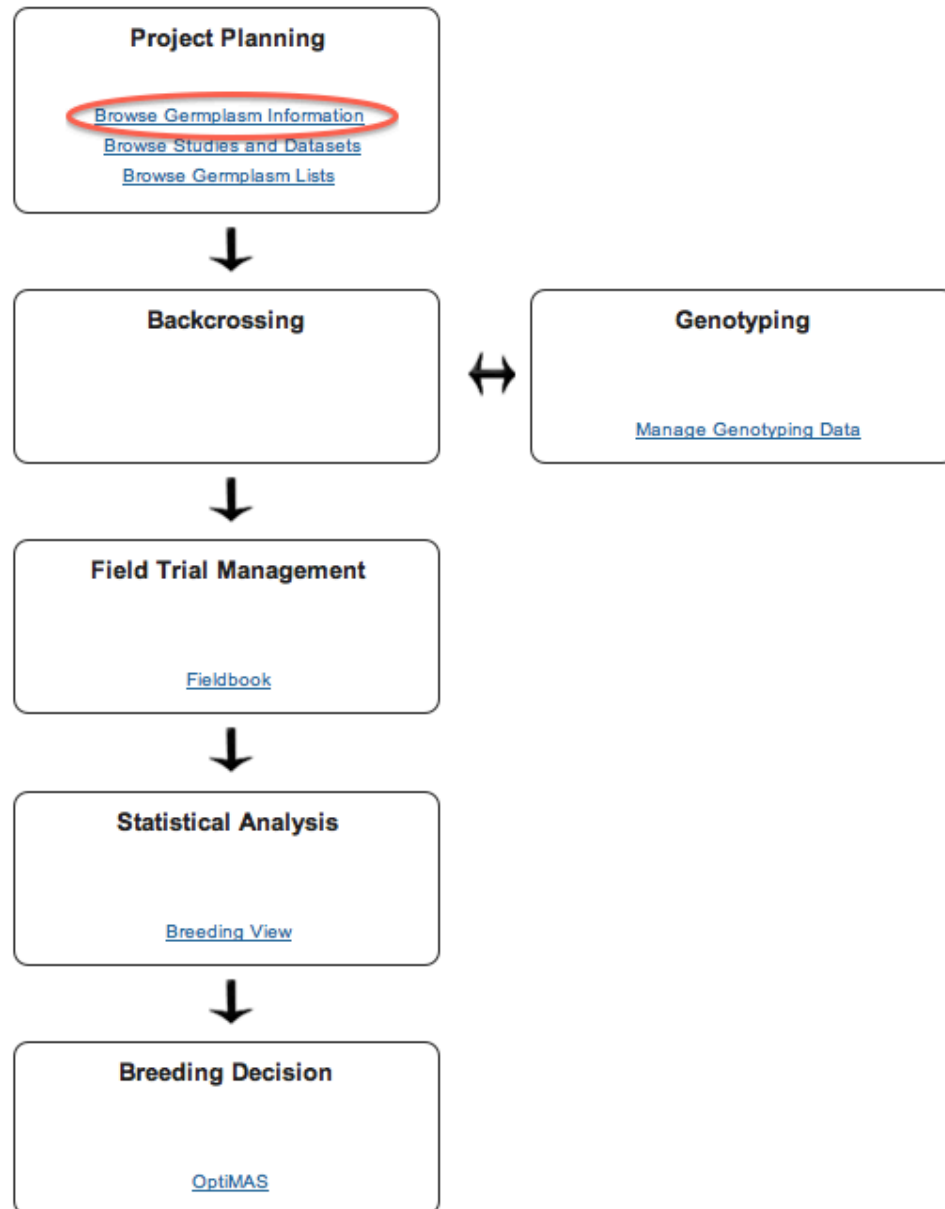 Project Planning
Browse Germplasm Information
Browse Studies and Datasets
Browse Germplasm Lists
Backcrossing
Genotyping
Manage Genotyping Data
Field Trial Management
Fieldbook
Statistical Analysis
Breeding View
Breeding Decision
OptiMAS